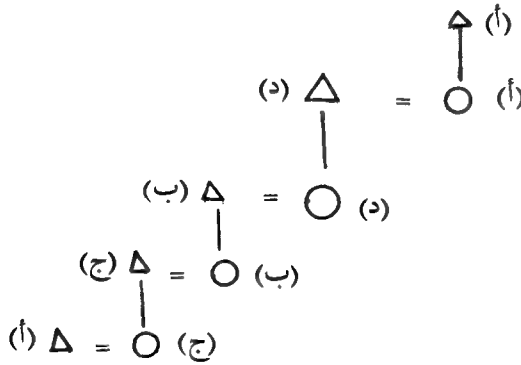 (أ)
(د) = (أ)
(ب) = (د)
(ج) = (ب)
(أ) = (ج)